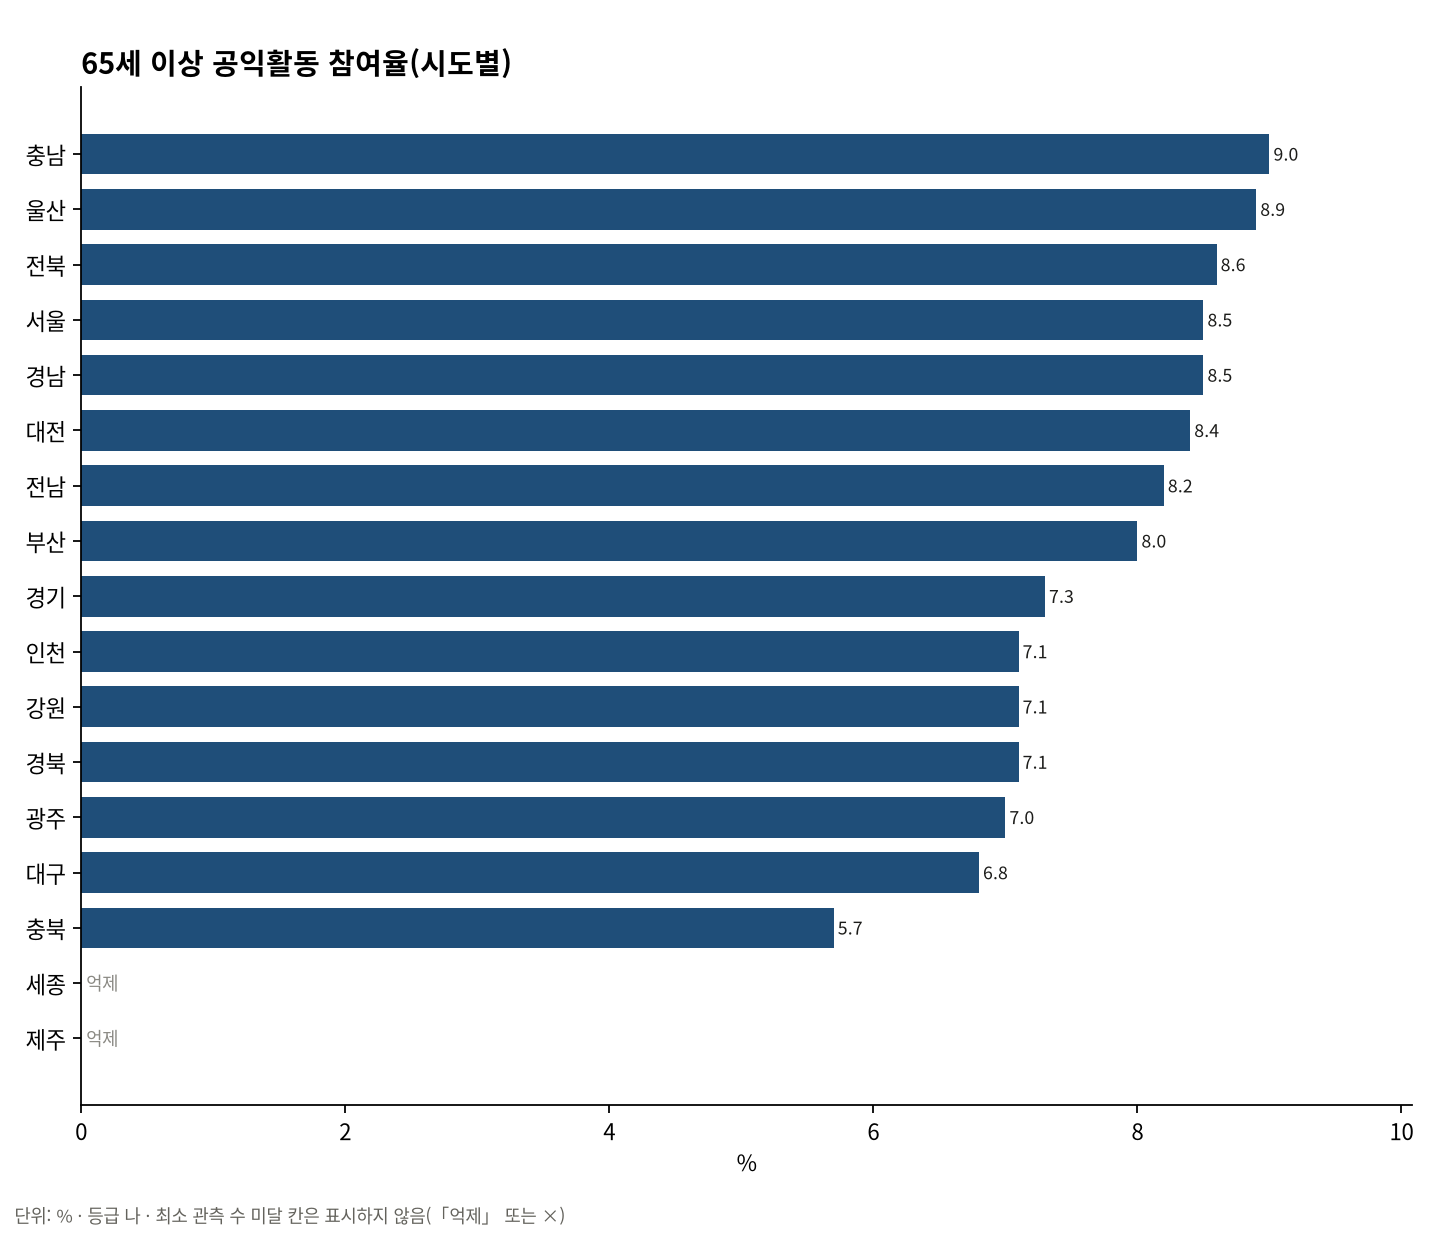 65세 이상 공익활동 참여율(시도별)
충남 9.0
울산 8.9
전북 8.6
서울 8.5
경남 8.5
대전 8.4
전남 8.2
부산 8.0
경기 7.3
인천 7.1
강원 7.1
경북 7.1
광주 7.0
대구 6.8
충북 5.7
세종 억제
제주 억제
0 2 4 6 8 10
%
단위: % · 등급 나 · 최소 관측 수 미달 칸은 표시하지 않음(「억제」 또는 ×)